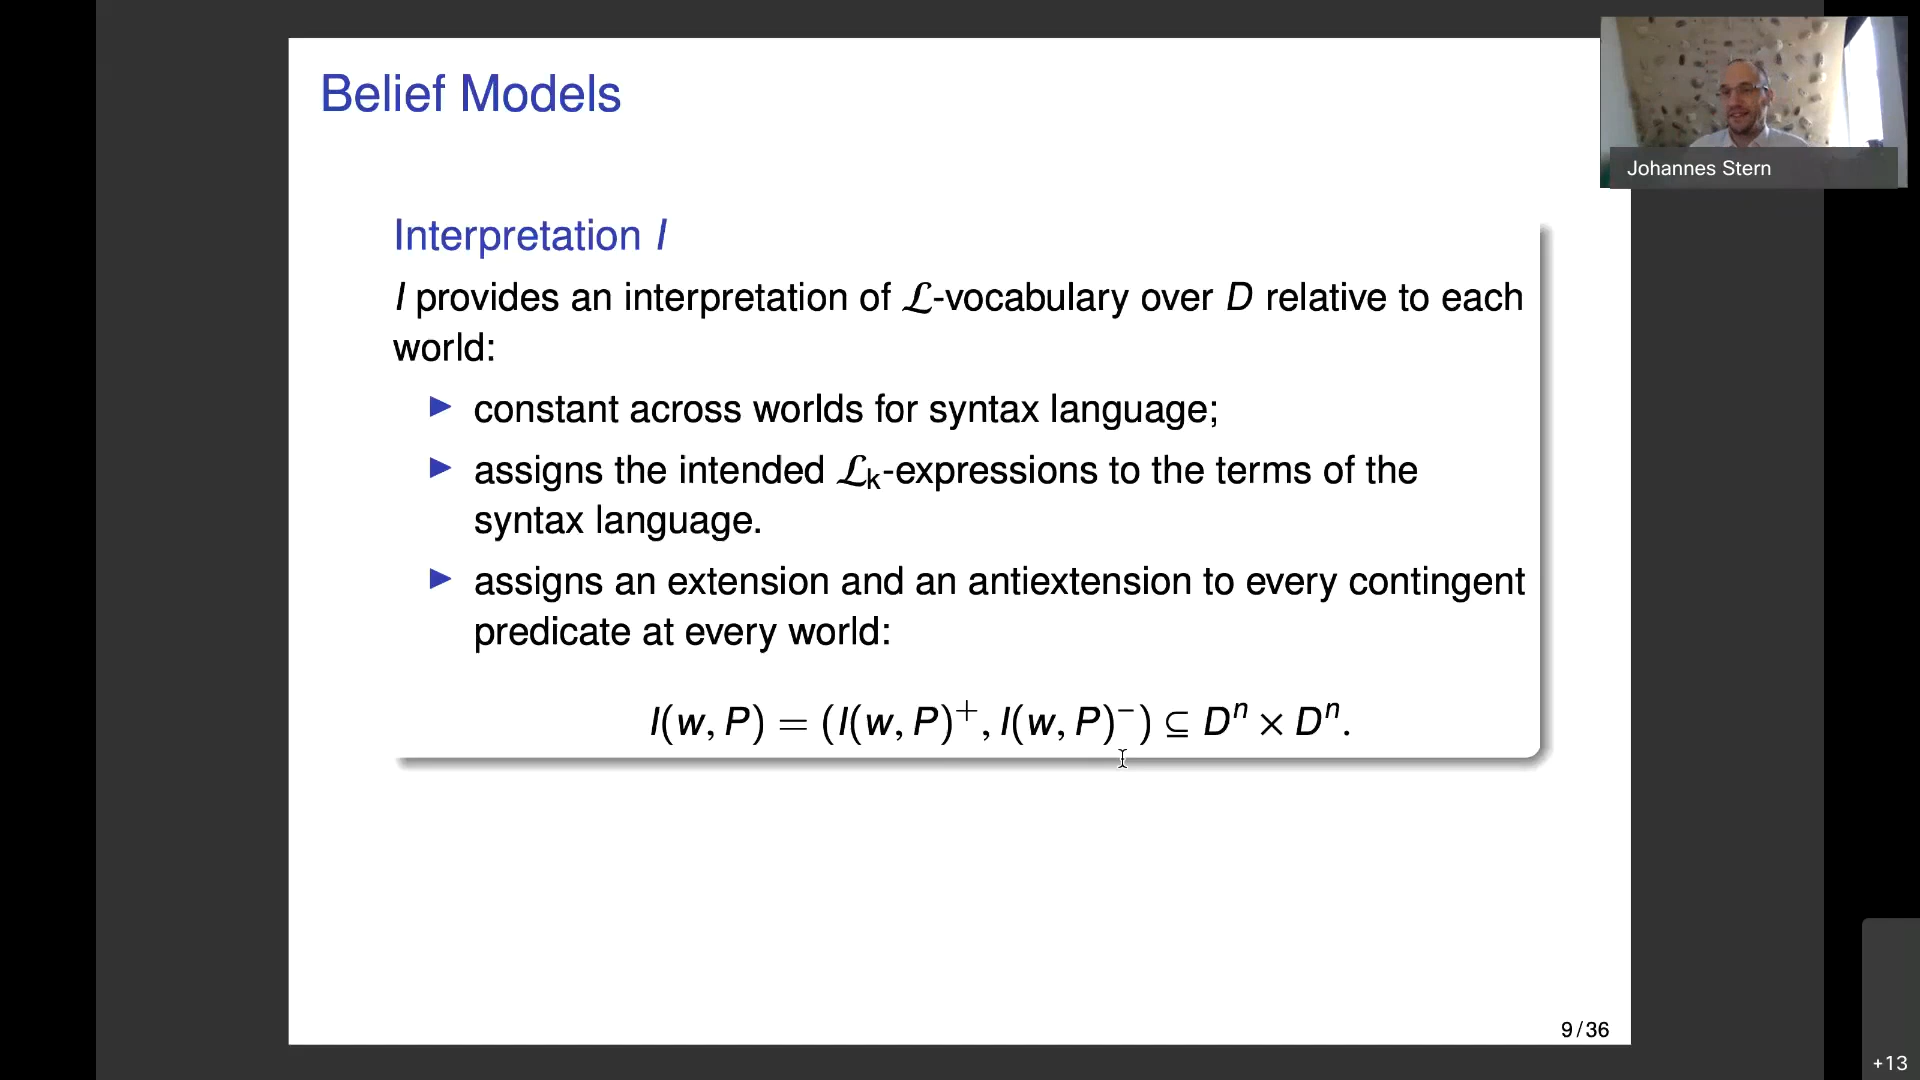 Belief Models
Johannes Stern
Interpretation I
I provides an interpretation of ℒ-vocabulary over D relative to each
world:
▶ constant across worlds for syntax language;
▶ assigns the intended ℒₖ-expressions to the terms of the
syntax language.
▶ assigns an extension and an antiextension to every contingent
predicate at every world:
I(w, P) = (I(w, P)⁺, I(w, P)⁻) ⊆ Dⁿ × Dⁿ.
9 / 36
+13